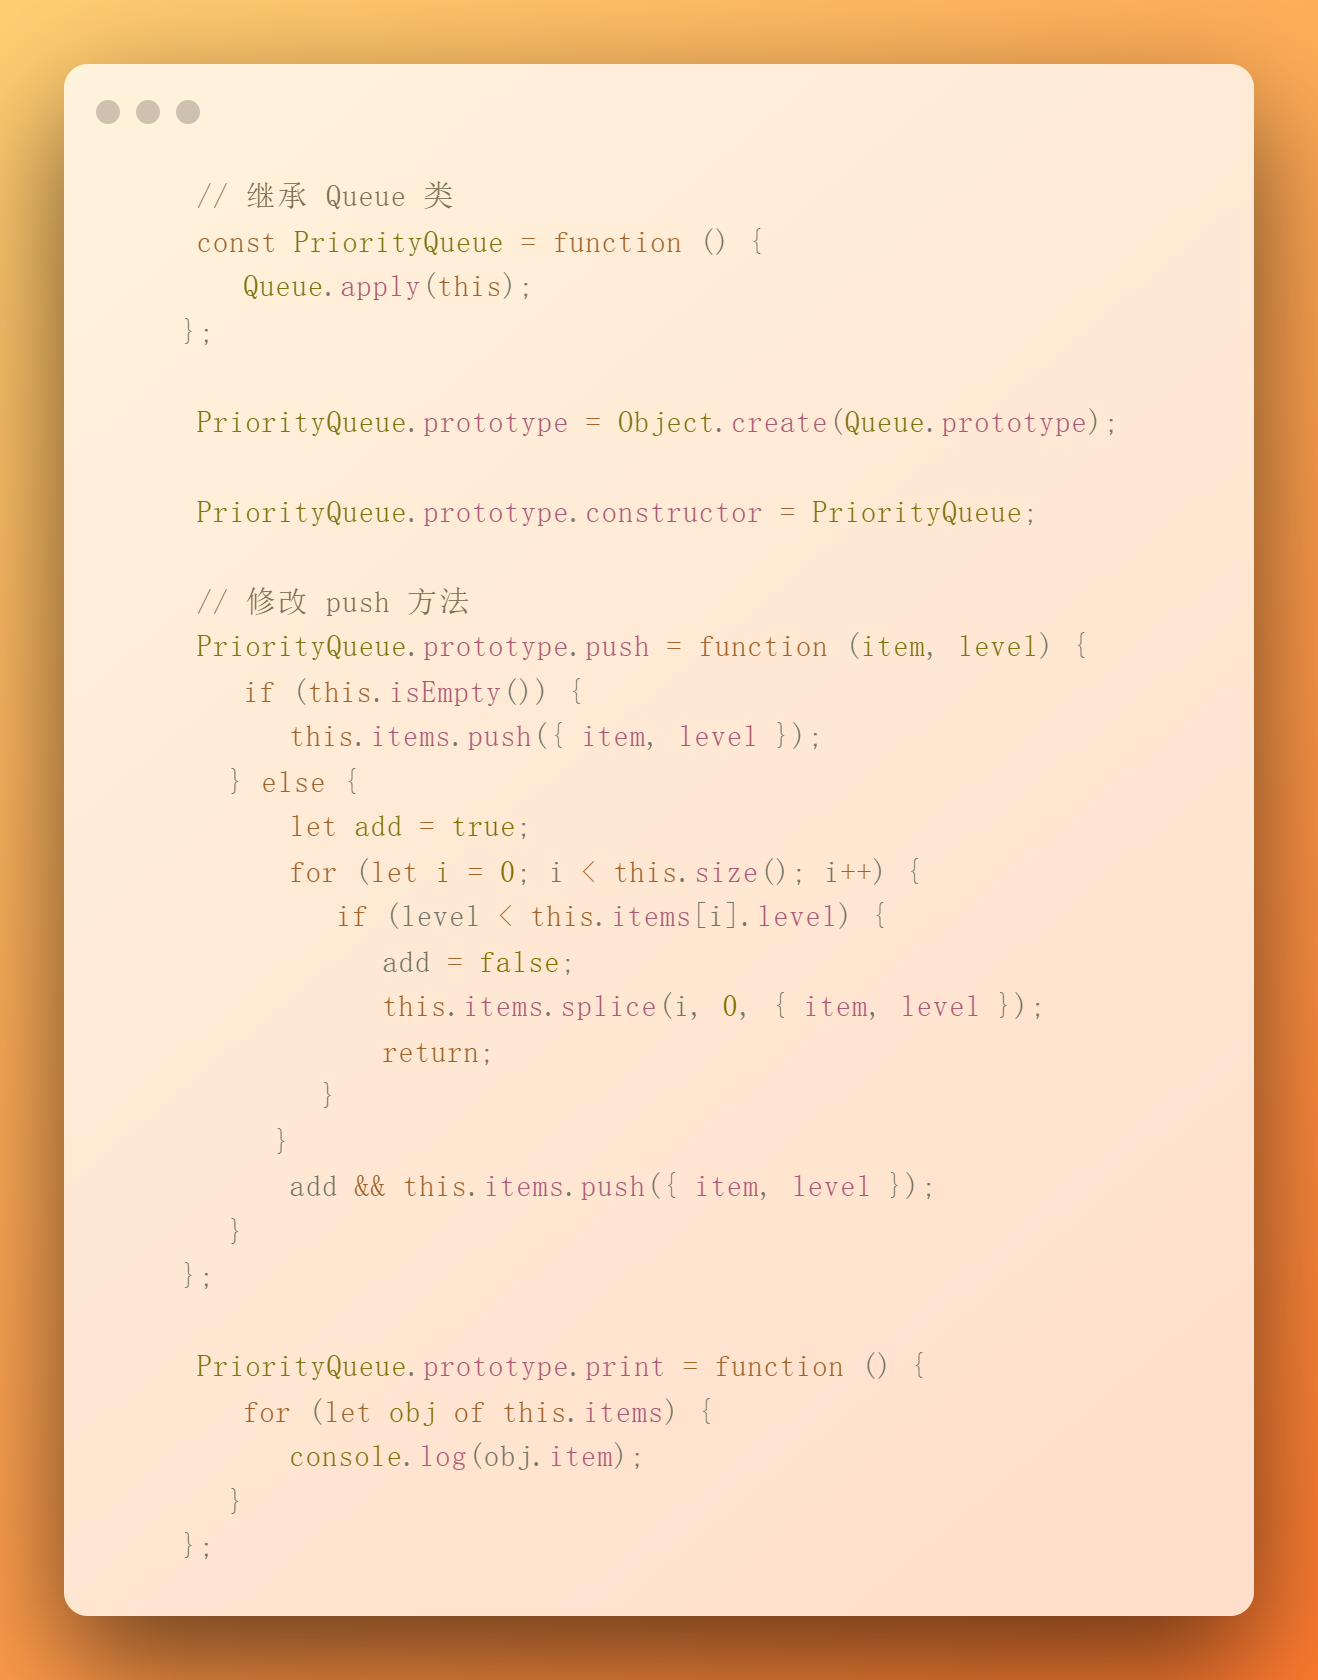 // 继承 Queue 类
const PriorityQueue = function () {
   Queue.apply(this);
};

PriorityQueue.prototype = Object.create(Queue.prototype);

PriorityQueue.prototype.constructor = PriorityQueue;

// 修改 push 方法
PriorityQueue.prototype.push = function (item, level) {
   if (this.isEmpty()) {
      this.items.push({ item, level });
   } else {
      let add = true;
      for (let i = 0; i < this.size(); i++) {
         if (level < this.items[i].level) {
            add = false;
            this.items.splice(i, 0, { item, level });
            return;
         }
      }
      add && this.items.push({ item, level });
   }
};

PriorityQueue.prototype.print = function () {
   for (let obj of this.items) {
      console.log(obj.item);
   }
};